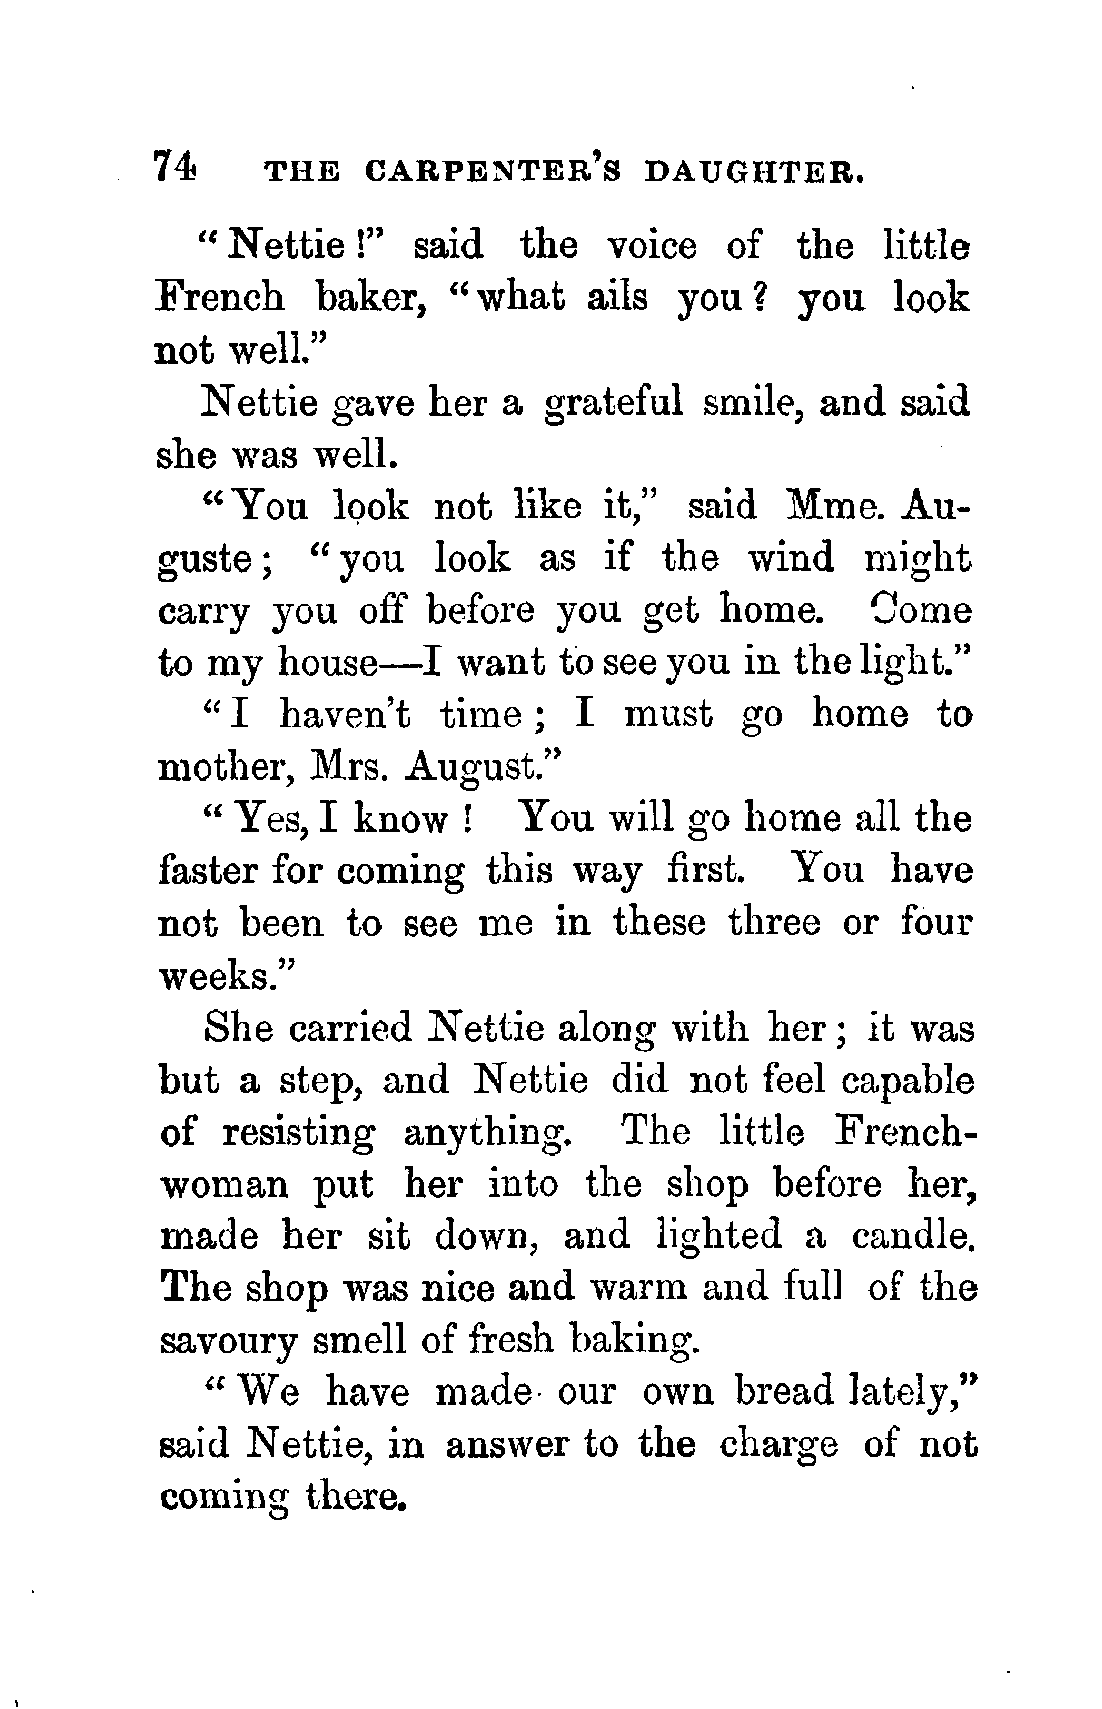 74 THE CARPENTER'S DAUGHTER.
"Nettie!" said the voice of the little
French baker, "what ails you? you look
not well."
Nettie gave her a grateful smile, and said
she was well.
"You look not like it," said Mme. Au-
guste; "you look as if the wind might
carry you off before you get home. Come
to my house—I want to see you in the light."
"I haven't time; I must go home to
mother, Mrs. August."
"Yes, I know! You will go home all the
faster for coming this way first. You have
not been to see me in these three or four
weeks."
She carried Nettie along with her; it was
but a step, and Nettie did not feel capable
of resisting anything. The little French-
woman put her into the shop before her,
made her sit down, and lighted a candle.
The shop was nice and warm and full of the
savoury smell of fresh baking.
"We have made our own bread lately,"
said Nettie, in answer to the charge of not
coming there.